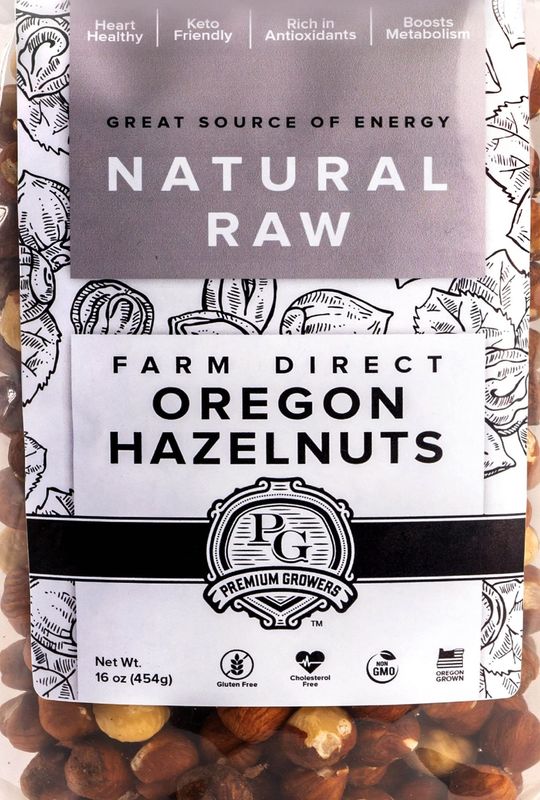 Heart Healthy
Keto Friendly
Rich in Antioxidants
Boosts Metabolism
GREAT SOURCE OF ENERGY
NATURAL
RAW
FARM DIRECT
OREGON
HAZELNUTS
PG
PREMIUM GROWERS
TM
Net Wt.
16 oz (454g)
Gluten Free
Cholesterol
Free
NON
GMO
OREGON
GROWN